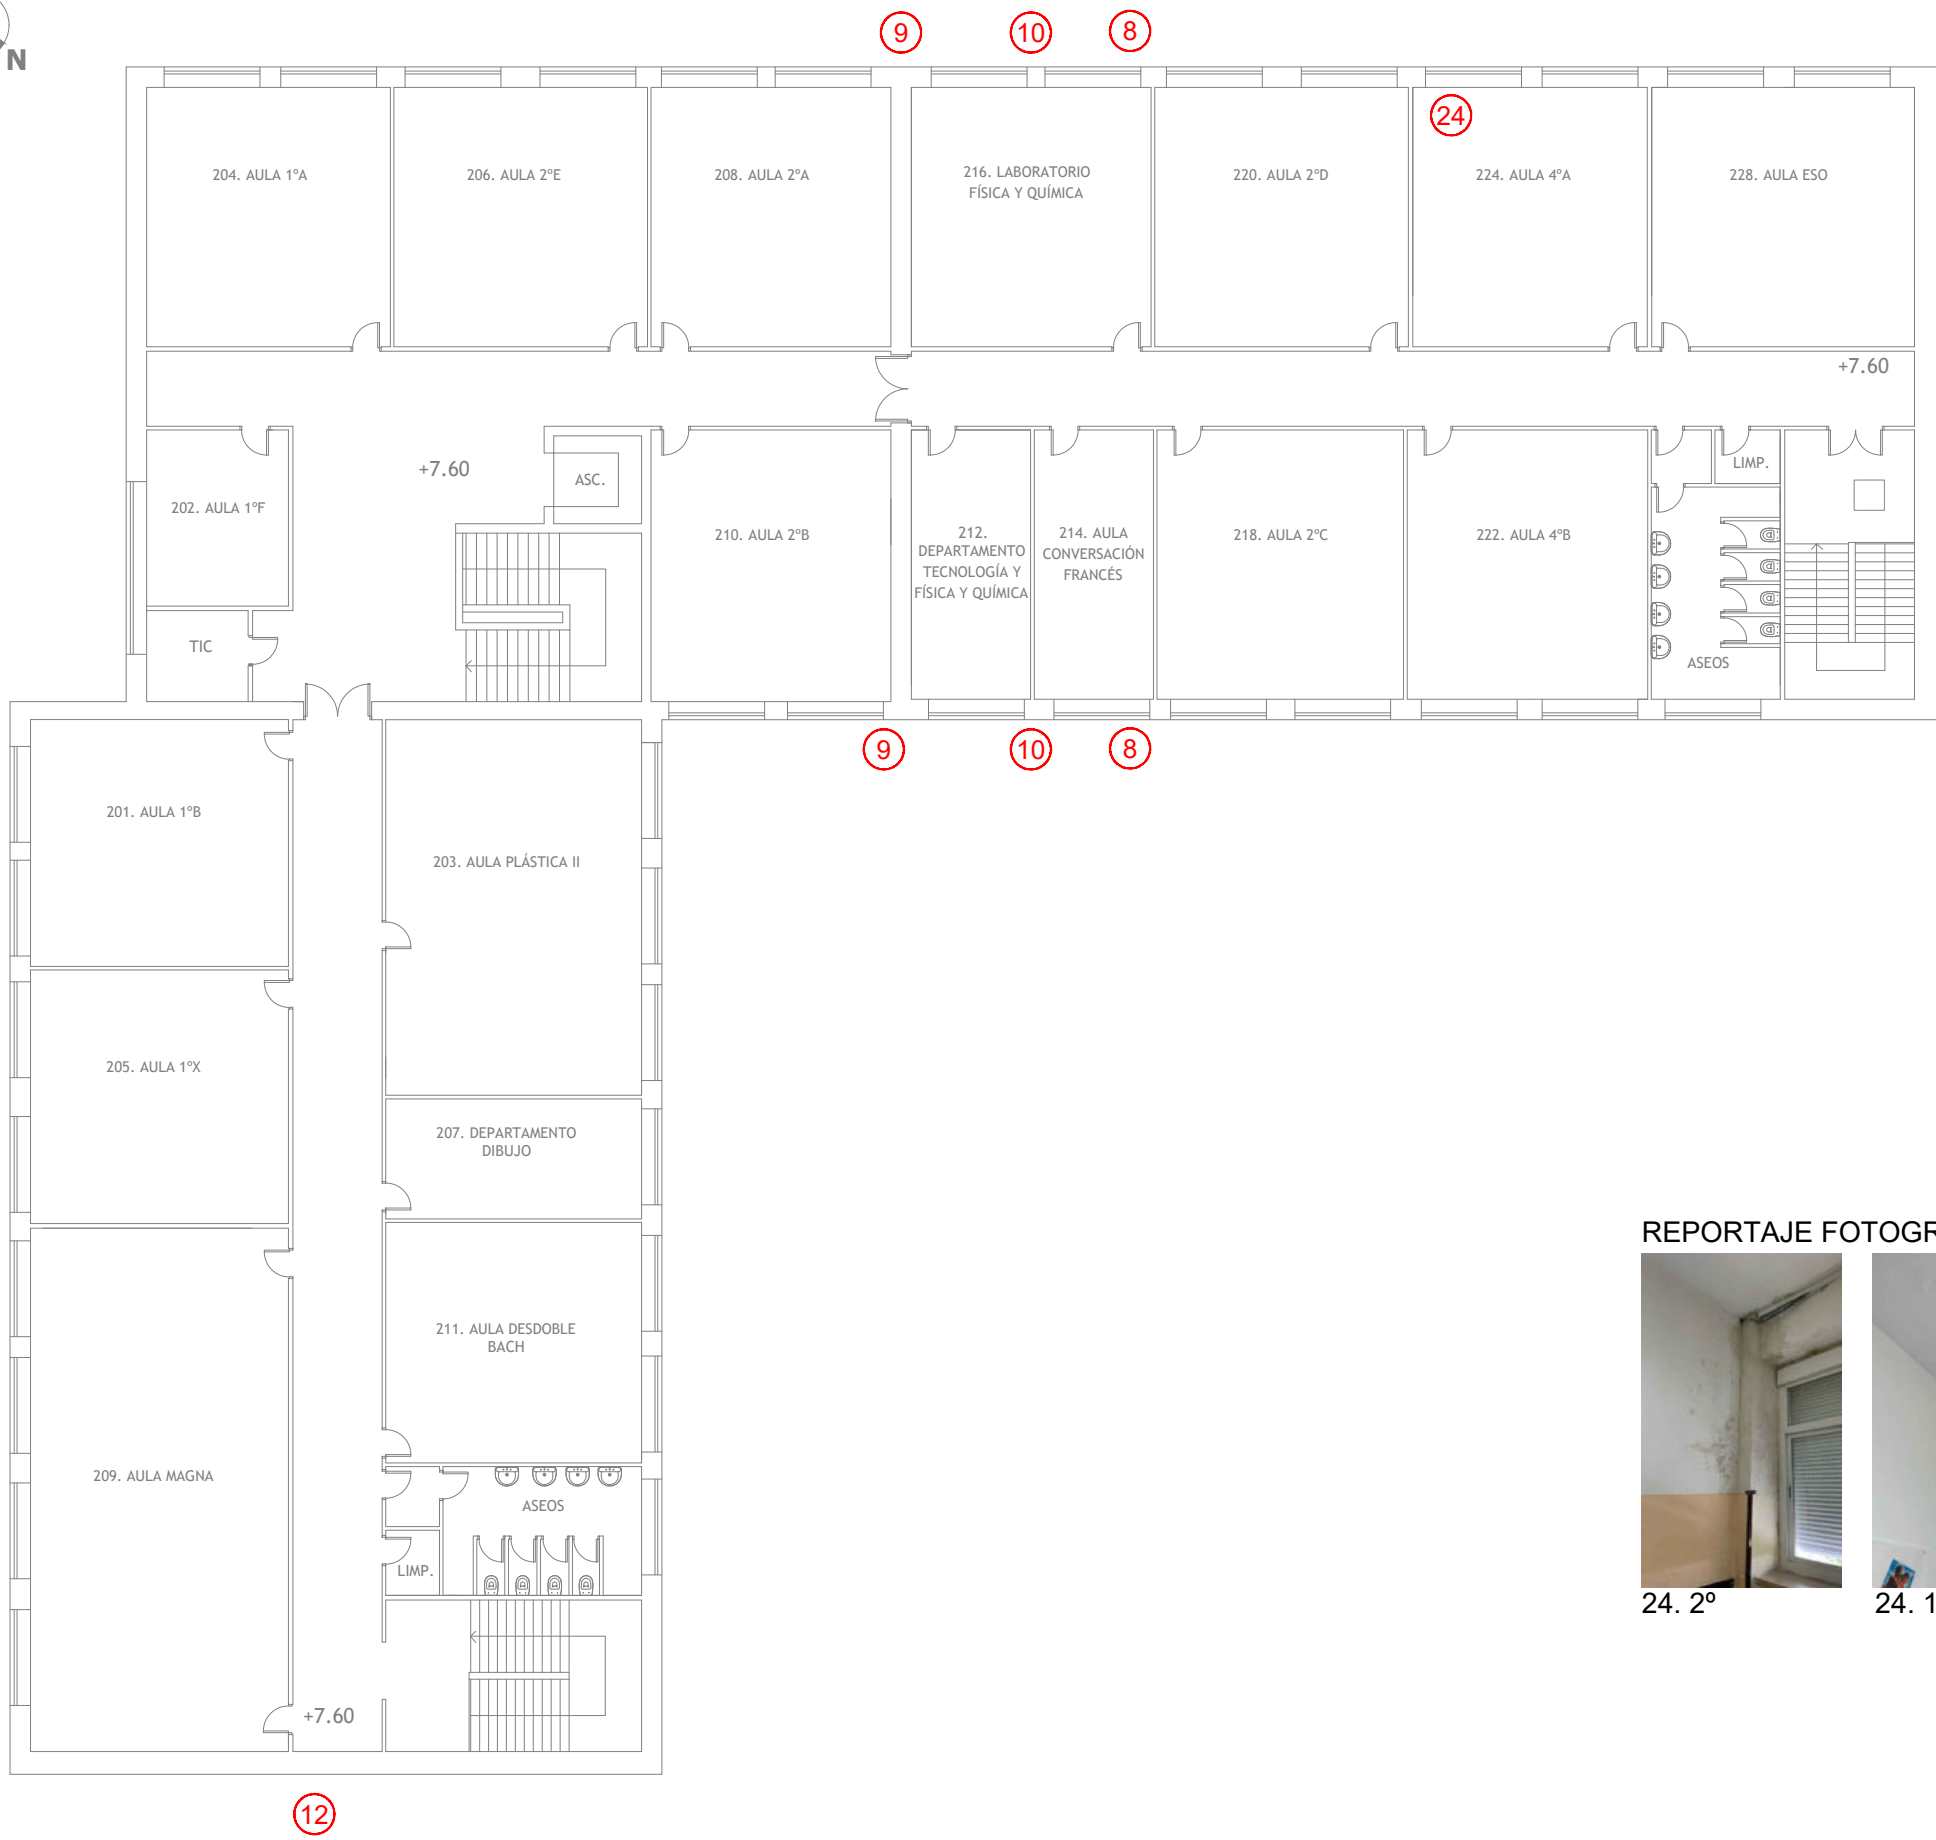 N
9
10
8
24
204. AULA 1ºA
206. AULA 2ºE
208. AULA 2ºA
216. LABORATORIO
FÍSICA Y QUÍMICA
220. AULA 2ºD
224. AULA 4ºA
228. AULA ESO
+7.60
+7.60
ASC.
LIMP.
202. AULA 1ºF
210. AULA 2ºB
212.
DEPARTAMENTO
TECNOLOGÍA Y
FÍSICA Y QUÍMICA
214. AULA
CONVERSACIÓN
FRANCÉS
218. AULA 2ºC
222. AULA 4ºB
TIC
ASEOS
9
10
8
201. AULA 1ºB
203. AULA PLÁSTICA II
205. AULA 1ºX
207. DEPARTAMENTO
DIBUJO
211. AULA DESDOBLE
BACH
209. AULA MAGNA
ASEOS
LIMP.
+7.60
12
REPORTAJE FOTOGR
24. 2º
24. 1